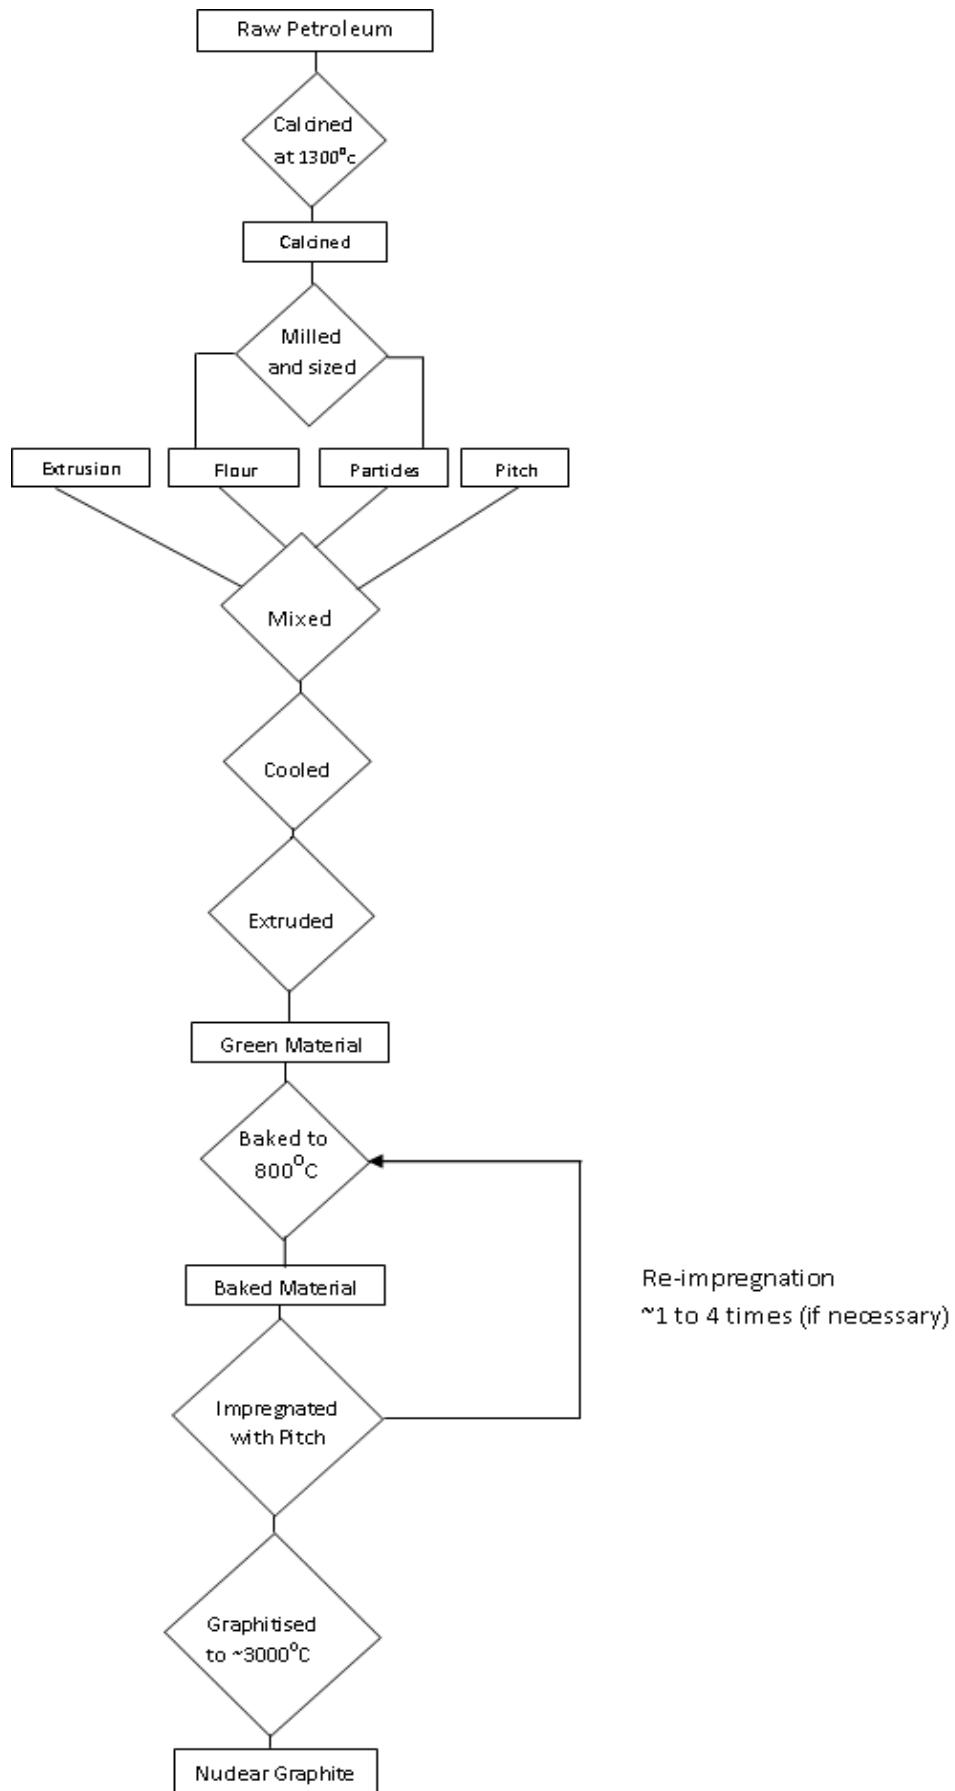 Raw Petroleum
Calcined
at 1300°c
Calcined
Milled
and sized
Extrusion
Flour
Particles
Pitch
Mixed
Cooled
Extruded
Green Material
Baked to
800°C
Baked Material
Re-impregnation
~1 to 4 times (if necessary)
Impregnated
with Pitch
Graphitised
to ~3000°C
Nuclear Graphite